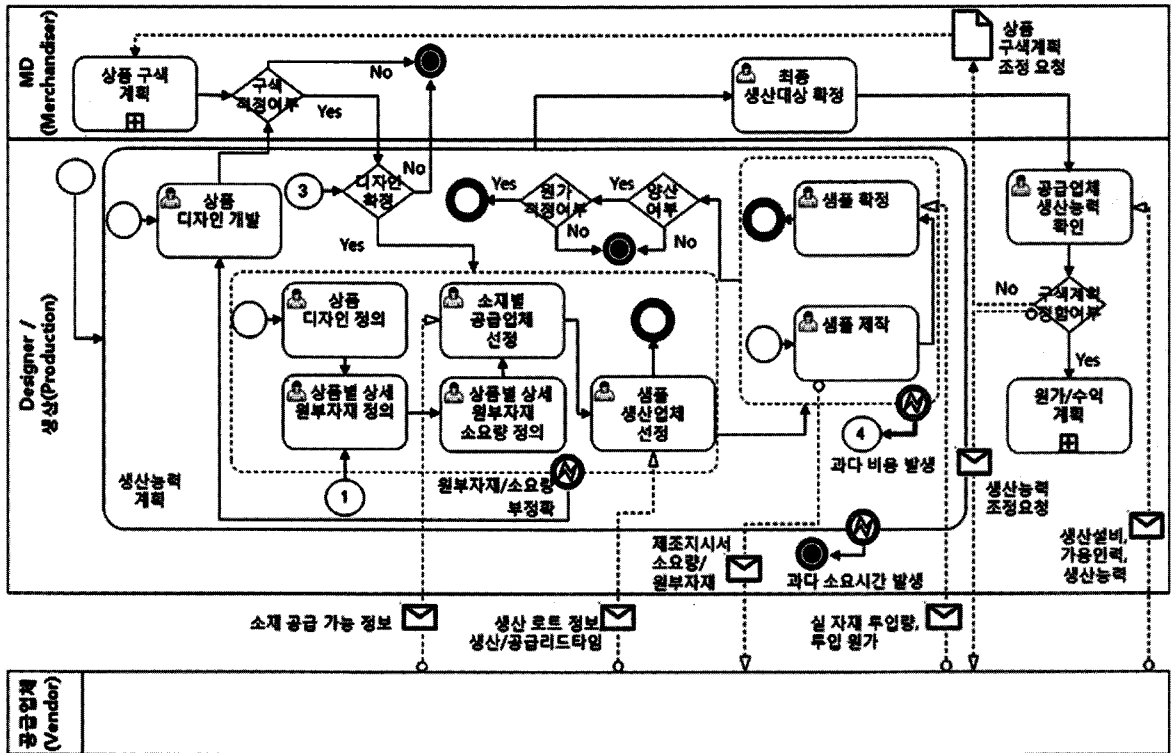 MD
(Merchandiser)
상품 구색
계획
구색
적정여부
No
Yes
최종
생산대상 확정
상품
구색계획
조정 요청
Designer /
생상(Production)
상품
디자인 개발
3
디자인
확정
No
Yes
Yes
원가
적정여부
No
Yes
양산
여부
No
샘플 확정
샘플 제작
공급업체
생산능력
확인
No
구색계획
정합여부
Yes
원가/수익
계획
상품
디자인 정의
소재별
공급업체
선정
상품별 상세
원부자재 정의
상품별 상세
원부자재
소요량 정의
샘플
생산업체
선정
4
과다 비용 발생
생산능력
계획
1
원부자재/소요량
부정확
제조지시서
소요량/
원부자재
과다 소요시간 발생
생산능력
조정요청
생산설비,
가용인력,
생산능력
소재 공급 가능 정보
생산 로트 정보
생산/공급리드타임
실 자재 투입량,
투입 원가
공급업체
(Vendor)